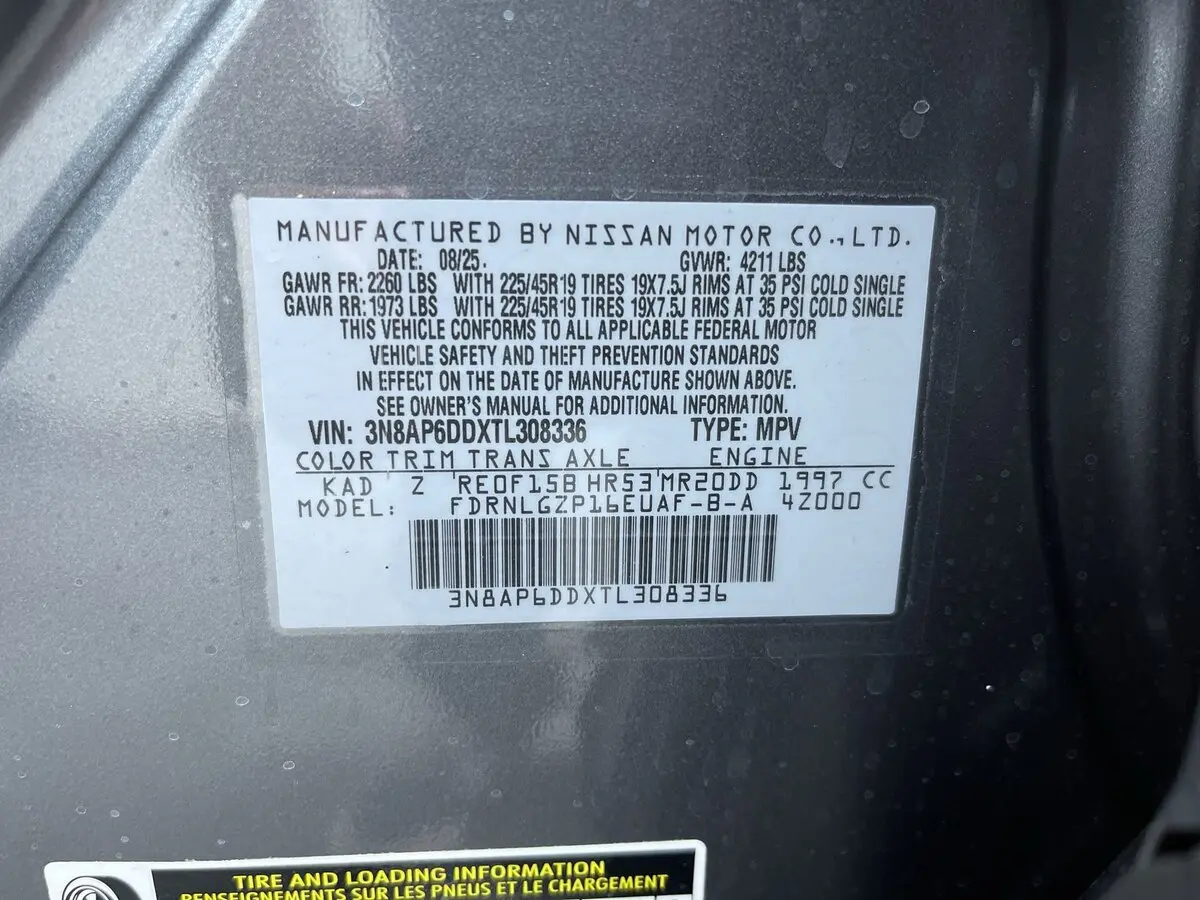 MANUFACTURED BY NISSAN MOTOR CO., LTD.
DATE: 08/25. GVWR: 4211 LBS
GAWR FR: 2260 LBS WITH 225/45R19 TIRES 19X7.5J RIMS AT 35 PSI COLD SINGLE
GAWR RR: 1973 LBS WITH 225/45R19 TIRES 19X7.5J RIMS AT 35 PSI COLD SINGLE
THIS VEHICLE CONFORMS TO ALL APPLICABLE FEDERAL MOTOR
VEHICLE SAFETY AND THEFT PREVENTION STANDARDS
IN EFFECT ON THE DATE OF MANUFACTURE SHOWN ABOVE.
SEE OWNER'S MANUAL FOR ADDITIONAL INFORMATION.
VIN: 3N8AP6DDXTL308336 TYPE: MPV
COLOR TRIM TRANS AXLE ENGINE
KAD Z RE0F15B HR53 MR20DD 1997 CC
MODEL: FDRNLGZP16EUAF-B-A 4Z000
3N8AP6DDXTL308336
TIRE AND LOADING INFORMATION
RENSEIGNEMENTS SUR LES PNEUS ET LE CHARGEMENT